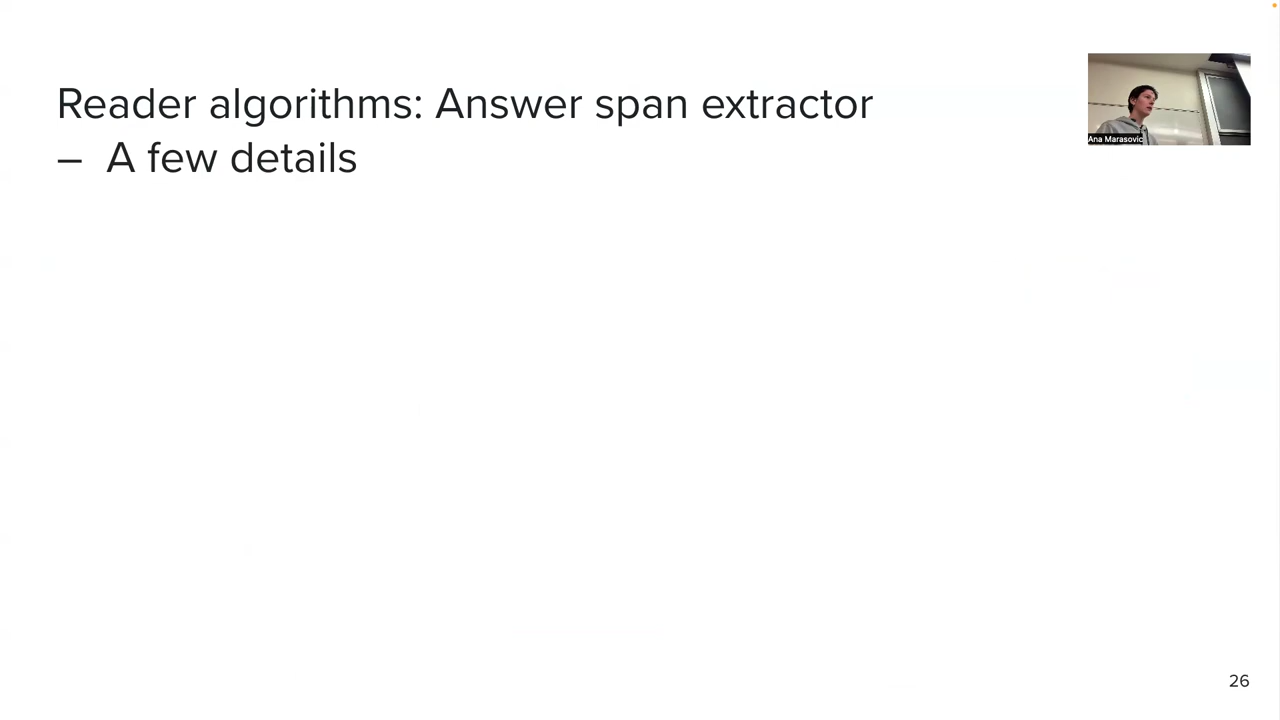 Reader algorithms: Answer span extractor
– A few details
Ana Marasovic
26